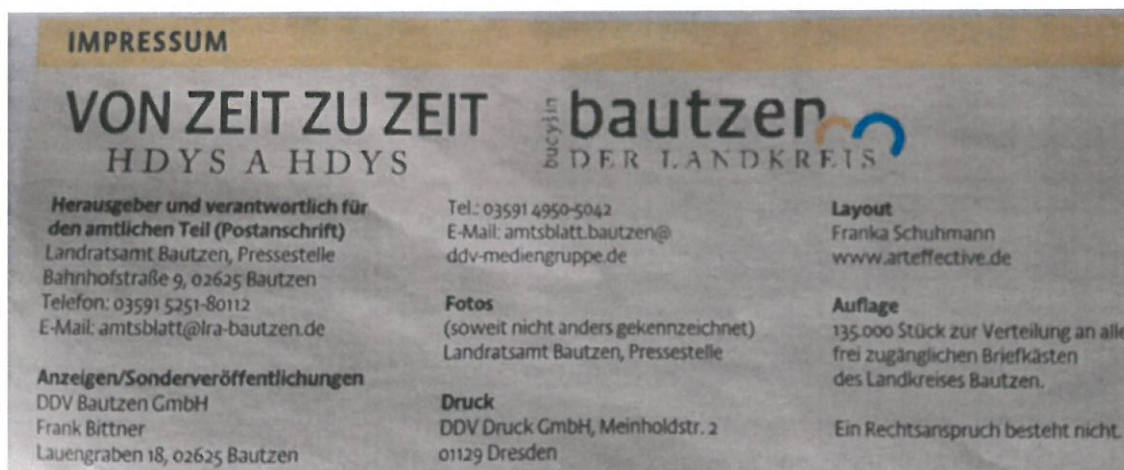 IMPRESSUM
VON ZEIT ZU ZEIT
HDYS A HDYS
bucyšin
bautzen
DER LANDKREIS
Herausgeber und verantwortlich für
den amtlichen Teil (Postanschrift)
Landratsamt Bautzen, Pressestelle
Bahnhofstraße 9, 02625 Bautzen
Telefon: 03591 5251-80112
E-Mail: amtsblatt@lra-bautzen.de
Anzeigen/Sonderveröffentlichungen
DDV Bautzen GmbH
Frank Bittner
Lauengraben 18, 02625 Bautzen
Tel.: 03591 4950-5042
E-Mail: amtsblatt.bautzen@
ddv-mediengruppe.de
Fotos
(soweit nicht anders gekennzeichnet)
Landratsamt Bautzen, Pressestelle
Druck
DDV Druck GmbH, Meinholdstr. 2
01129 Dresden
Layout
Franka Schuhmann
www.arteffective.de
Auflage
135.000 Stück zur Verteilung an alle
frei zugänglichen Briefkästen
des Landkreises Bautzen.
Ein Rechtsanspruch besteht nicht.